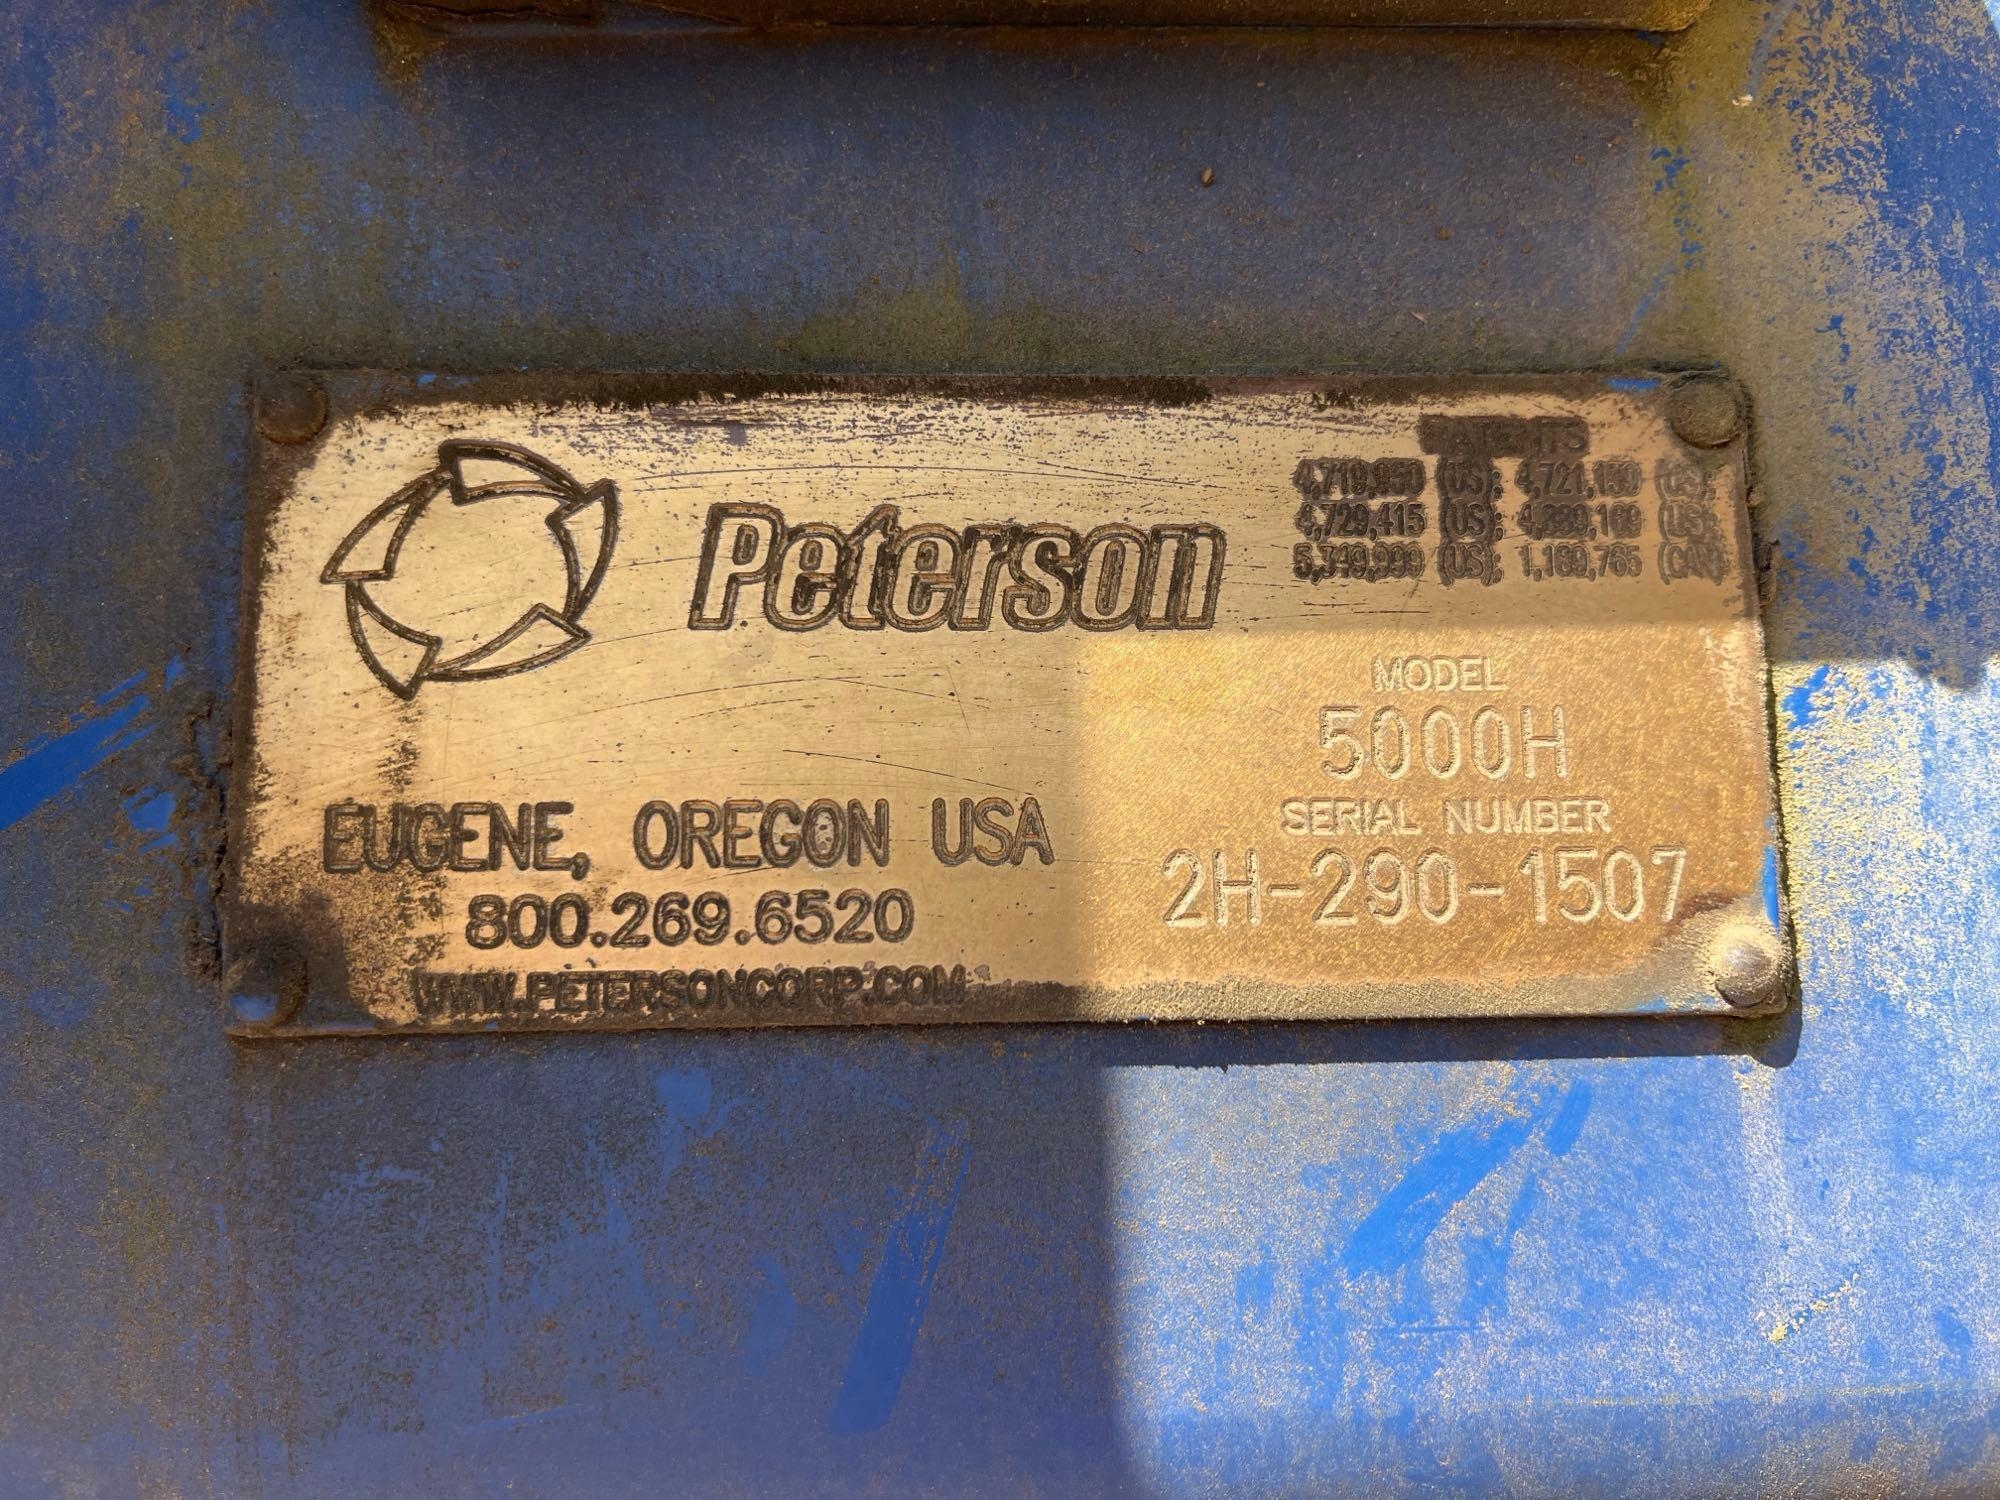 Peterson
PATENTS
4,719,950 (US); 4,721,150 (US);
4,729,415 (US); 4,889,169 (US);
5,349,999 (US); 1,169,765 (CAN)
MODEL
5000H
SERIAL NUMBER
2H-290-1507
EUGENE, OREGON USA
800.269.6520
WWW.PETERSONCORP.COM